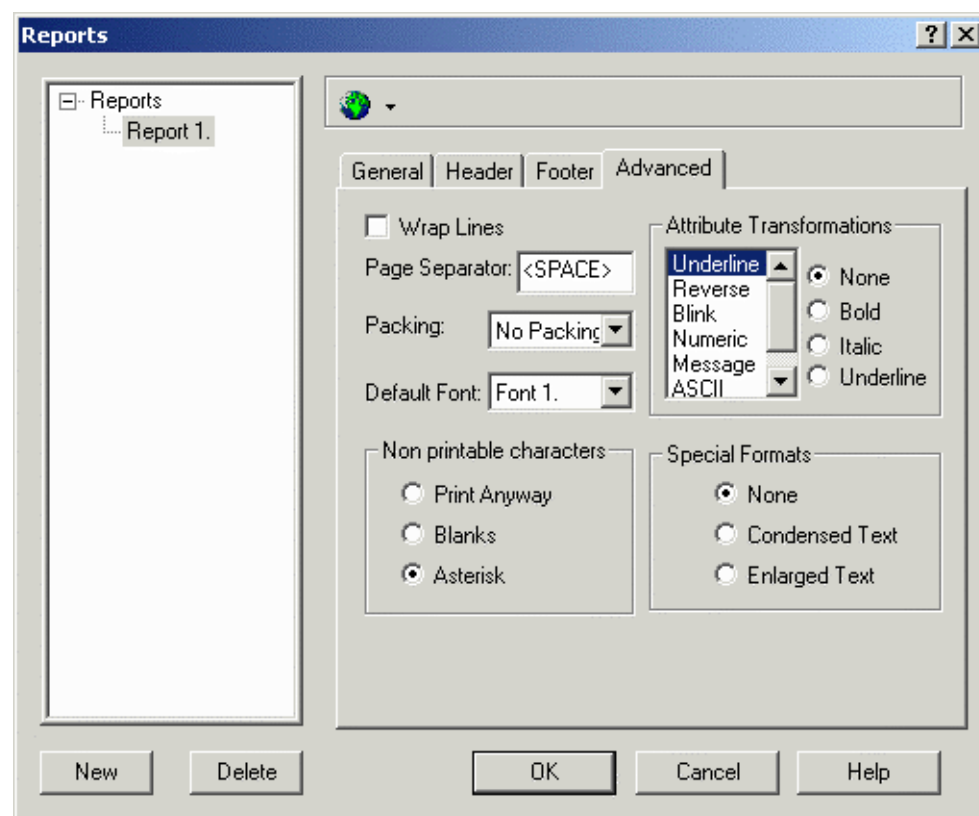 Reports
Reports
Report 1.
General
Header
Footer
Advanced
Wrap Lines
Page Separator: <SPACE>
Packing: No Packing
Default Font: Font 1.
Non printable characters
Print Anyway
Blanks
Asterisk
Attribute Transformations
Underline
Reverse
Blink
Numeric
Message
ASCII
None
Bold
Italic
Underline
Special Formats
None
Condensed Text
Enlarged Text
New
Delete
OK
Cancel
Help